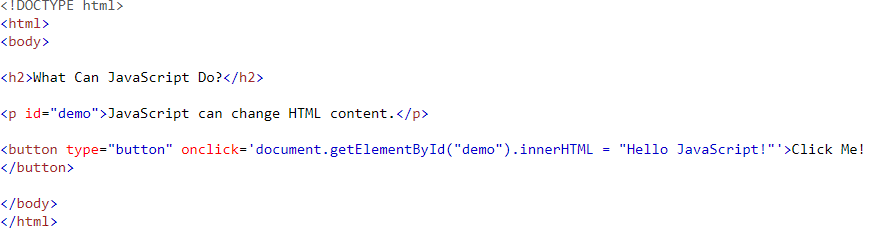 <!DOCTYPE html>
<html>
<body>
<h2>What Can JavaScript Do?</h2>
<p id="demo">JavaScript can change HTML content.</p>
<button type="button" onclick='document.getElementById("demo").innerHTML = "Hello JavaScript!"'>Click Me!
</button>
</body>
</html>